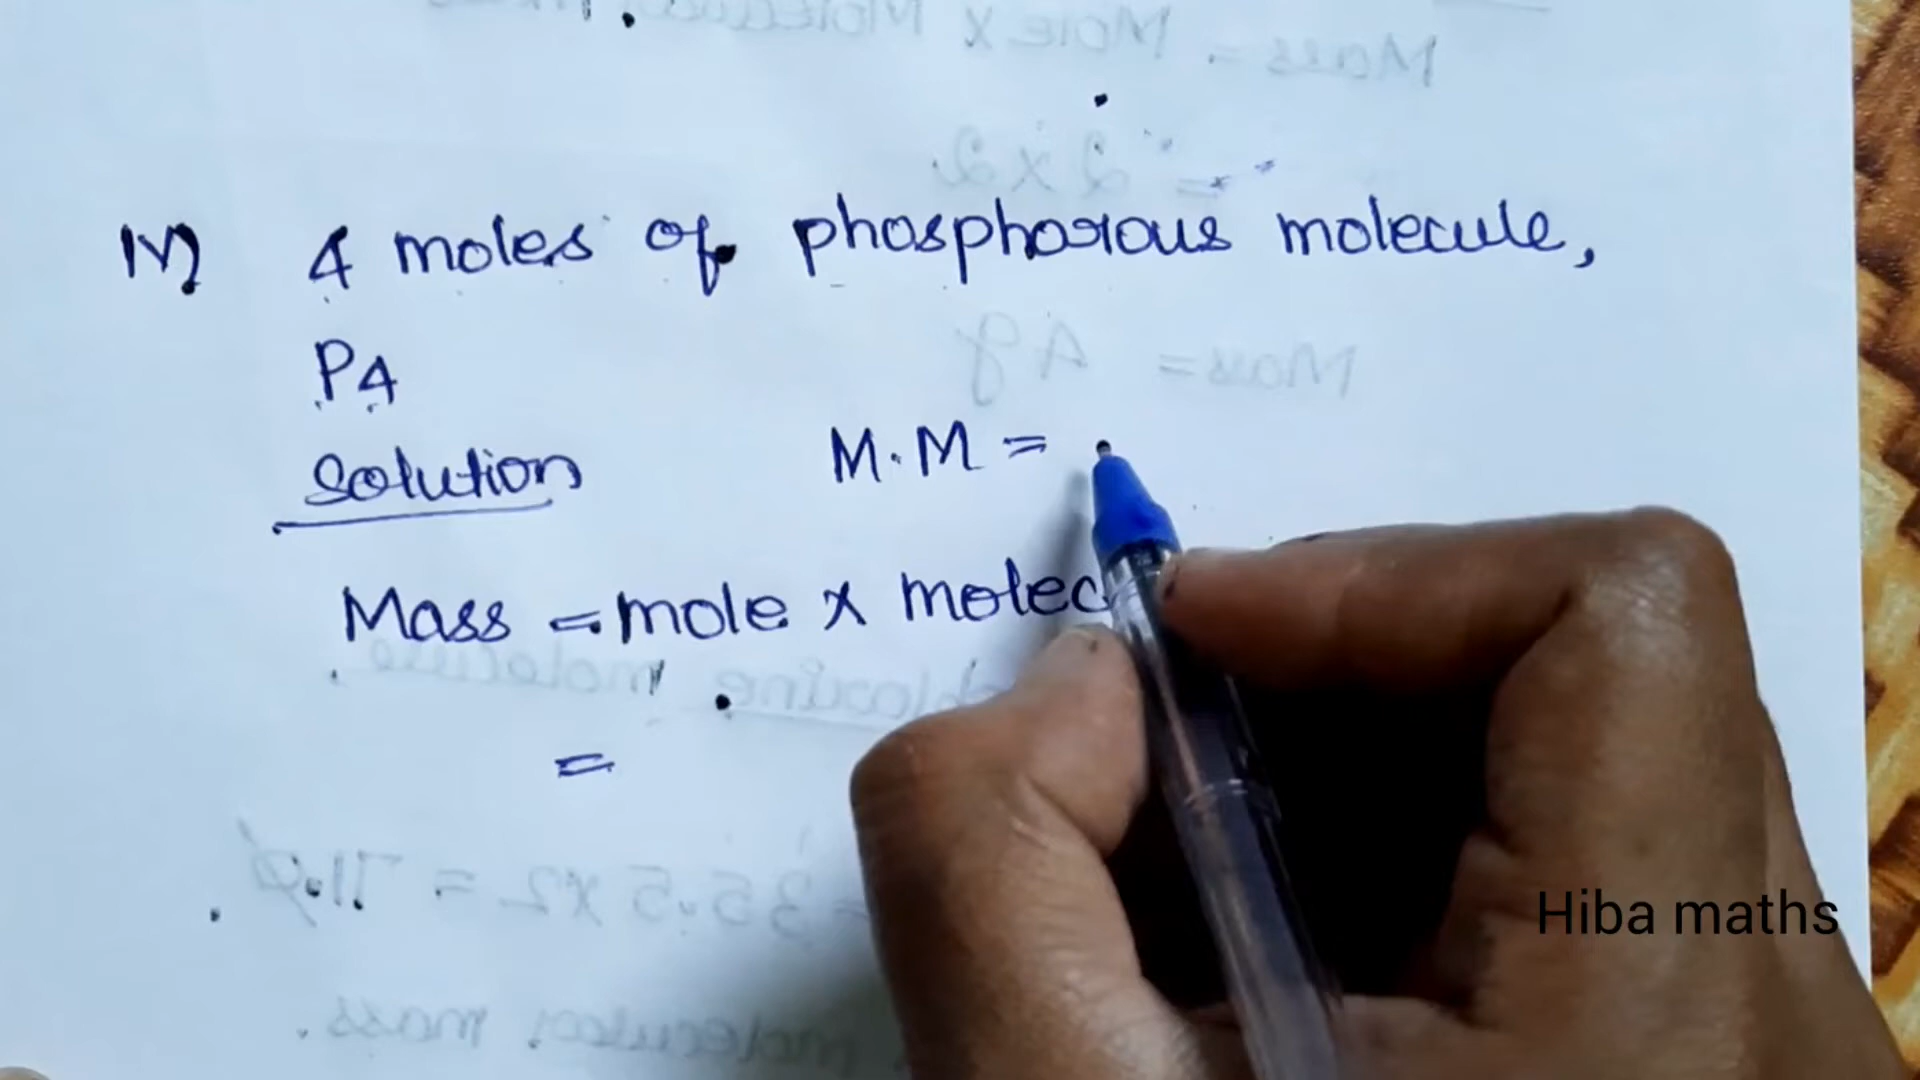 IV) 4 moles of phosphorous molecule,
P4
Solution
M.M =
Mass = mole x molec
=
Hiba maths